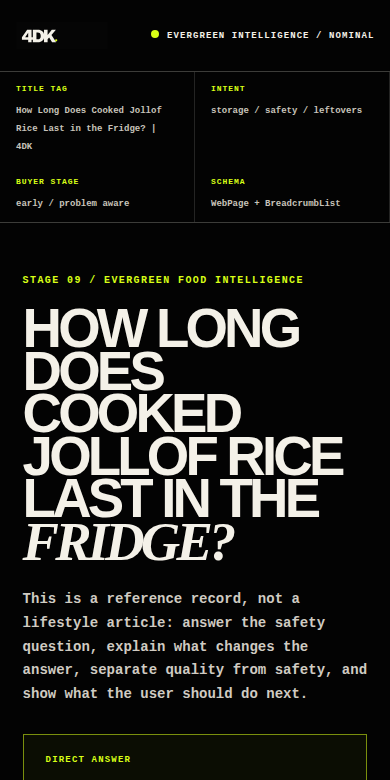 4DK
EVERGREEN INTELLIGENCE / NOMINAL
TITLE TAG
How Long Does Cooked Jollof
Rice Last in the Fridge? |
4DK
INTENT
storage / safety / leftovers
BUYER STAGE
early / problem aware
SCHEMA
WebPage + BreadcrumbList
STAGE 09 / EVERGREEN FOOD INTELLIGENCE
HOW LONG
DOES
COOKED
JOLLOF RICE
LAST IN THE
FRIDGE?
This is a reference record, not a
lifestyle article: answer the safety
question, explain what changes the
answer, separate quality from safety, and
show what the user should do next.
DIRECT ANSWER